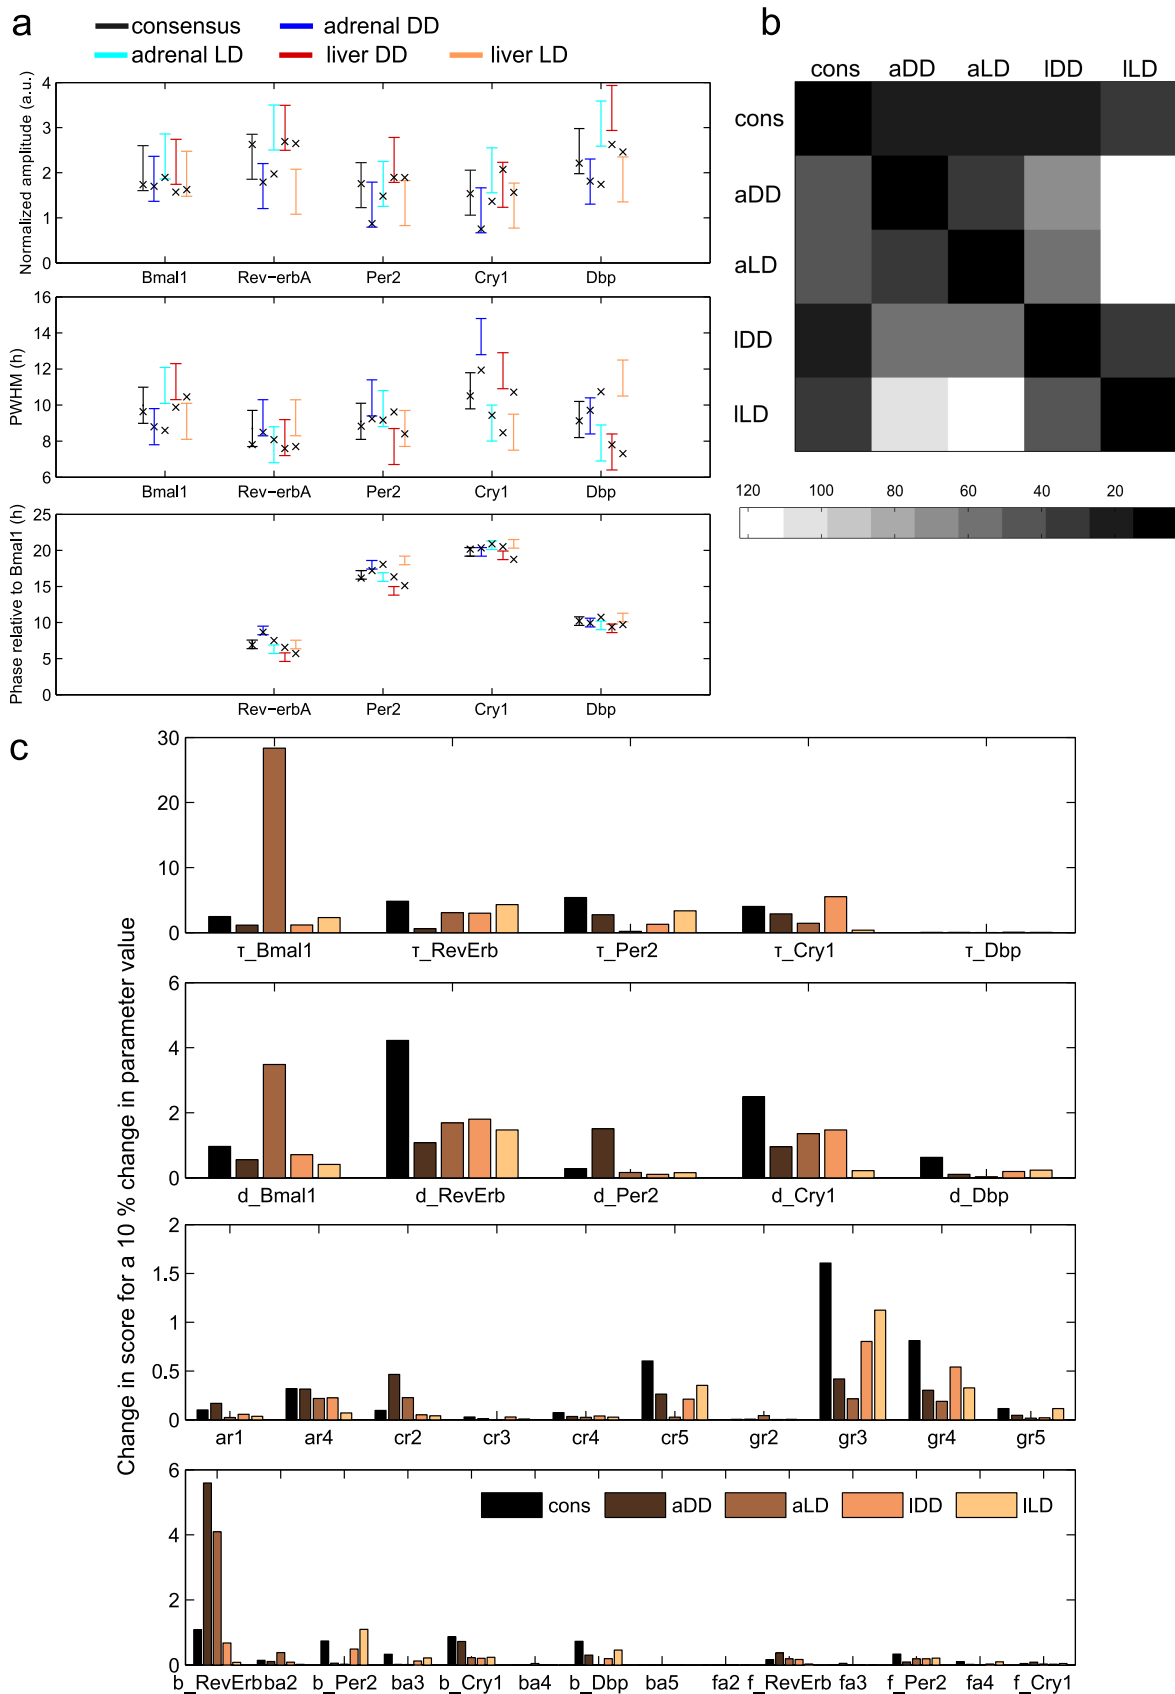 a
consensus adrenal DD
adrenal LD liver DD liver LD
Normalized amplitude (a.u.)
4
3
2
1
0
Bmal1 Rev−erbA Per2 Cry1 Dbp
PWHM (h)
16
14
12
10
8
6
Bmal1 Rev-erbA Per2 Cry1 Dbp
Phase relative to Bmal1 (h)
25
20
15
10
5
0
Rev-erbA Per2 Cry1 Dbp
b
cons aDD aLD lDD lLD
cons
aDD
aLD
lDD
lLD
120 100 80 60 40 20
c
Change in score for a 10 % change in parameter value
30
20
10
0
τ_Bmal1 τ_RevErb τ_Per2 τ_Cry1 τ_Dbp
6
4
2
0
d_Bmal1 d_RevErb d_Per2 d_Cry1 d_Dbp
2
1.5
1
0.5
0
ar1 ar4 cr2 cr3 cr4 cr5 gr2 gr3 gr4 gr5
6
4
2
0
cons aDD aLD lDD lLD
b_RevErb ba2 b_Per2 ba3 b_Cry1 ba4 b_Dbp ba5 fa2 f_RevErb fa3 f_Per2 fa4 f_Cry1